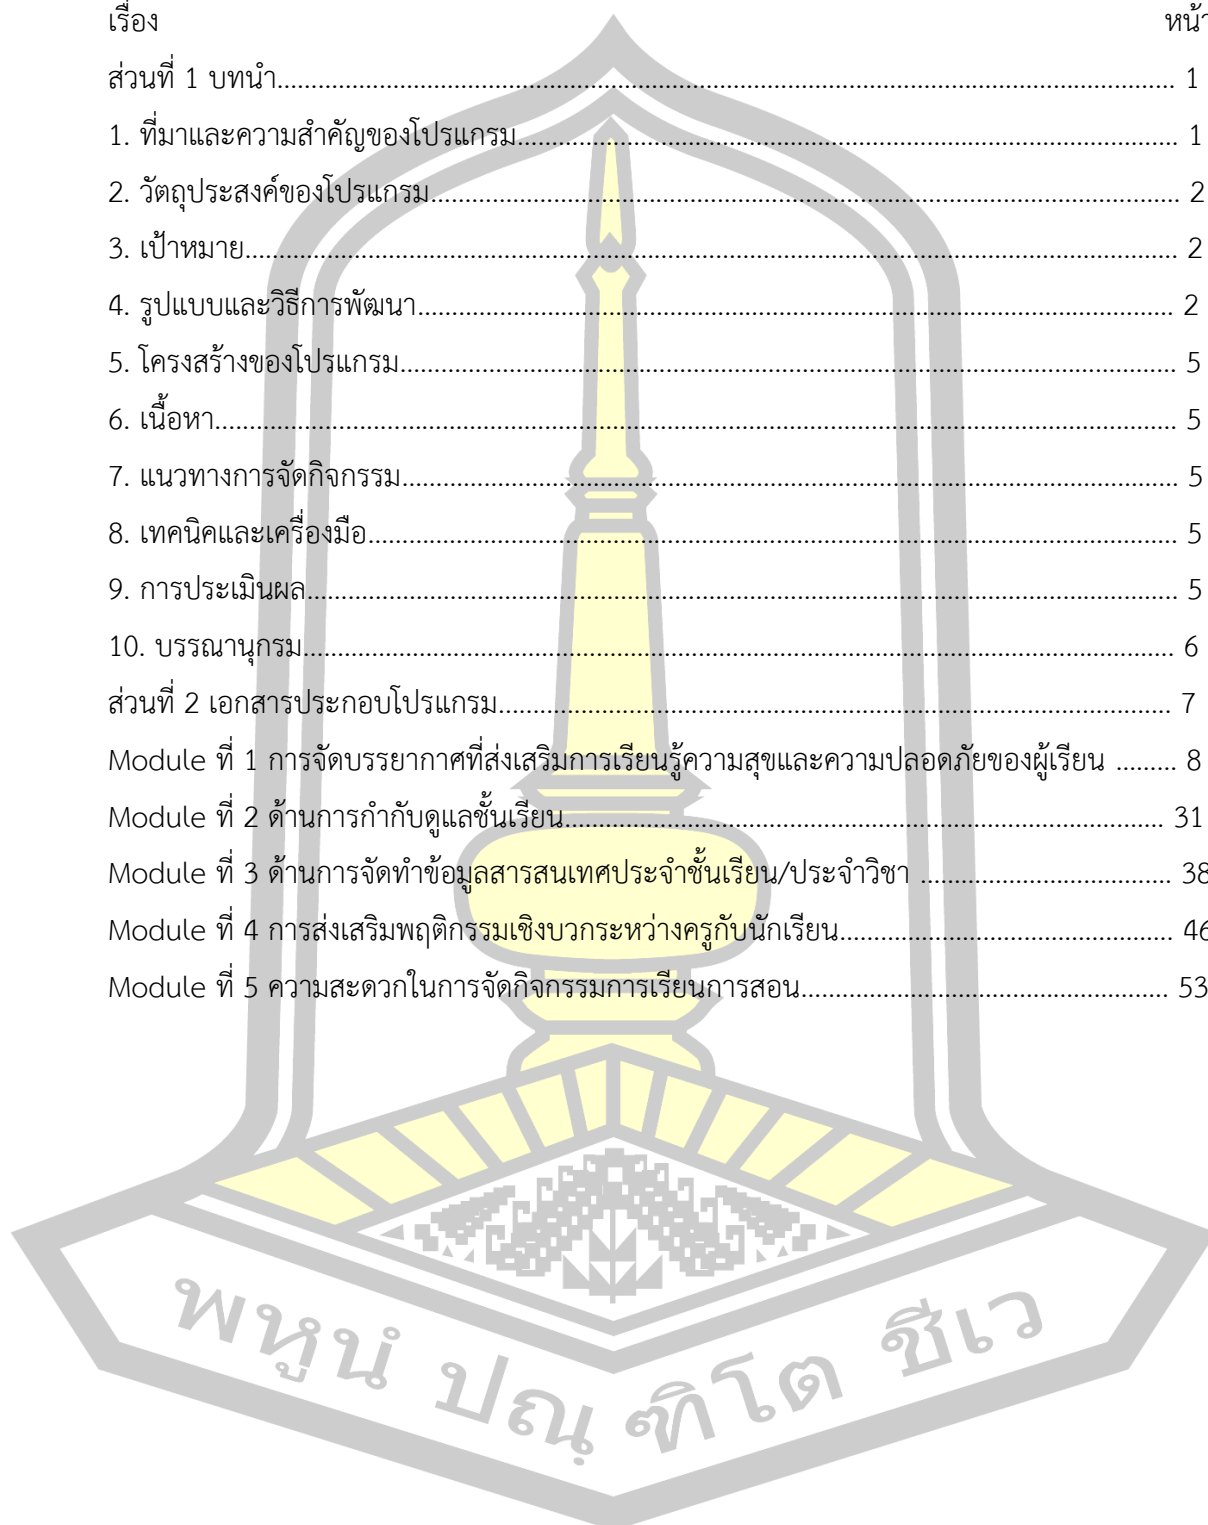 เรื่อง หน้า
ส่วนที่ 1 บทนำ............................................................ 1
1. ที่มาและความสำคัญของโปรแกรม............................................................ 1
2. วัตถุประสงค์ของโปรแกรม............................................................ 2
3. เป้าหมาย............................................................ 2
4. รูปแบบและวิธีการพัฒนา............................................................ 2
5. โครงสร้างของโปรแกรม............................................................ 5
6. เนื้อหา............................................................ 5
7. แนวทางการจัดกิจกรรม............................................................ 5
8. เทคนิคและเครื่องมือ............................................................ 5
9. การประเมินผล............................................................ 5
10. บรรณานุกรม............................................................ 6
ส่วนที่ 2 เอกสารประกอบโปรแกรม............................................................ 7
Module ที่ 1 การจัดบรรยากาศที่ส่งเสริมการเรียนรู้ความสุขและความปลอดภัยของผู้เรียน ......... 8
Module ที่ 2 ด้านการกำกับดูแลชั้นเรียน............................................................ 31
Module ที่ 3 ด้านการจัดทำข้อมูลสารสนเทศประจำชั้นเรียน/ประจำวิชา .................................... 38
Module ที่ 4 การส่งเสริมพฤติกรรมเชิงบวกระหว่างครูกับนักเรียน................................................ 46
Module ที่ 5 ความสะดวกในการจัดกิจกรรมการเรียนการสอน..................................................... 53
พหูนํ ปณฺฑิโต ชีเว